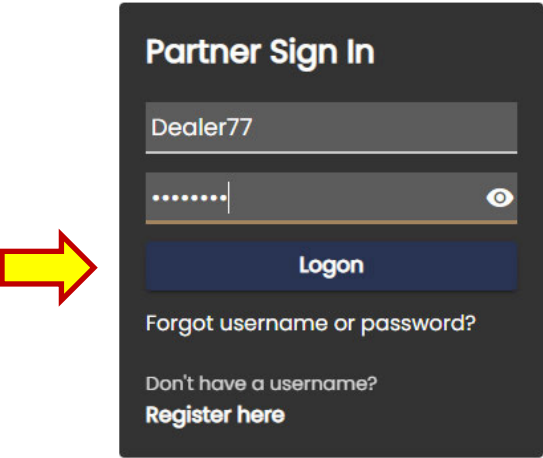 Partner Sign In
Dealer77
••••••••
Logon
Forgot username or password?
Don't have a username?
Register here